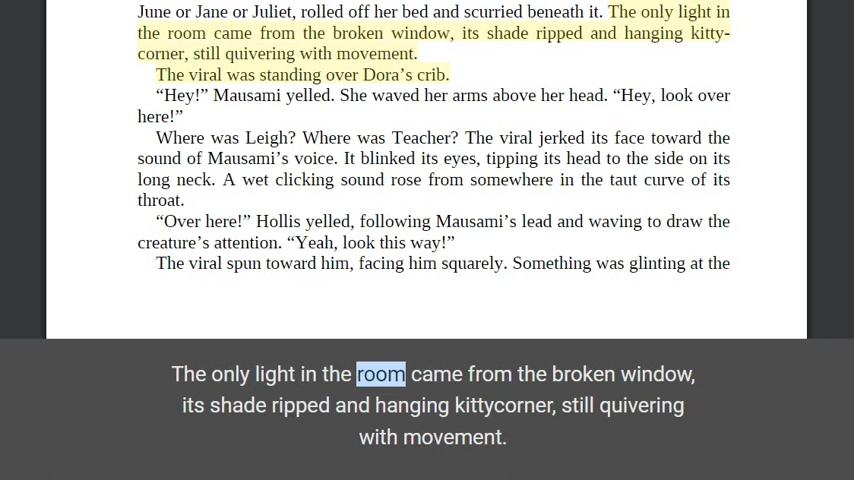 June or Jane or Juliet, rolled off her bed and scurried beneath it. The only light in
the room came from the broken window, its shade ripped and hanging kitty-
corner, still quivering with movement.
The viral was standing over Dora’s crib.
“Hey!” Mausami yelled. She waved her arms above her head. “Hey, look over
here!”
Where was Leigh? Where was Teacher? The viral jerked its face toward the
sound of Mausami’s voice. It blinked its eyes, tipping its head to the side on its
long neck. A wet clicking sound rose from somewhere in the taut curve of its
throat.
“Over here!” Hollis yelled, following Mausami’s lead and waving to draw the
creature’s attention. “Yeah, look this way!”
The viral spun toward him, facing him squarely. Something was glinting at the
The only light in the room came from the broken window,
its shade ripped and hanging kittycorner, still quivering
with movement.